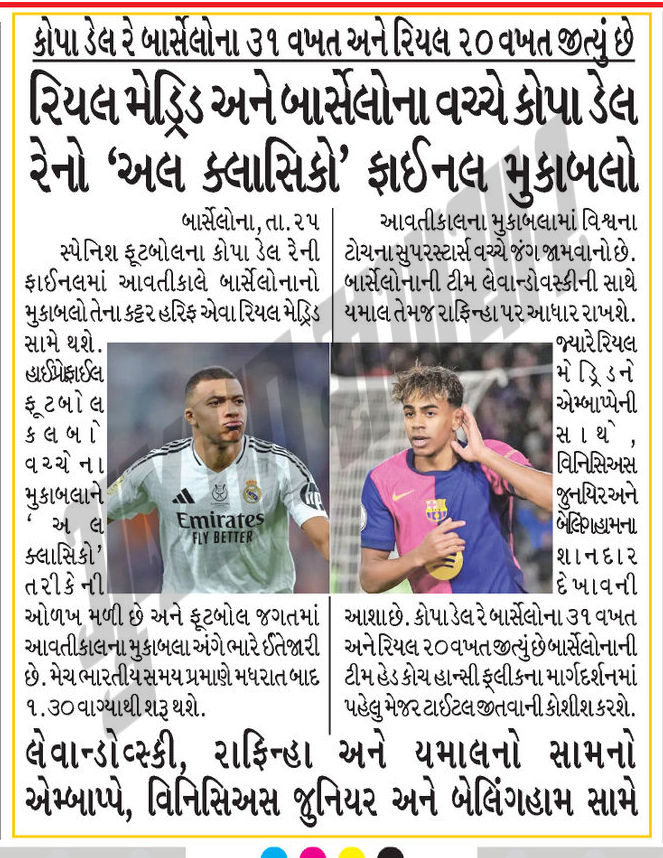 કોપા ડેલ રે બાર્સેલોના ૩૧ વખત અને રિયલ ૨૦ વખત જીત્યું છે
રિયલ મેડ્રિડ અને બાર્સેલોના વચ્ચે કોપા ડેલ
રેનો ‘અલ ક્લાસિકો’ ફાઈનલ મુકાબલો
બાર્સેલોના, તા. ૨૫
સ્પેનિશ ફૂટબોલના કોપા ડેલ રેની
ફાઈનલમાં આવતીકાલે બાર્સેલોનાનો
મુકાબલો તેના કટ્ટર હરિફ એવા રિયલ મેડ્રિડ
સામે થશે.
હાઈપ્રોફાઈલ
ફૂટબોલ
કલબો
વચ્ચેના
મુકાબલાને
‘અલ
ક્લાસિકો’
તરીકેની
ઓળખ મળી છે અને ફૂટબોલ જગતમાં
આવતીકાલના મુકાબલા અંગે ભારે ઈંતેજારી
છે. મેચ ભારતીય સમય પ્રમાણે મધરાત બાદ
૧.૩૦ વાગ્યાથી શરૂ થશે.
આવતીકાલના મુકાબલામાં વિશ્વના
ટોચના સુપરસ્ટાર્સ વચ્ચે જંગ જામવાનો છે.
બાર્સેલોનાની ટીમ લેવાન્ડોવસ્કીની સાથે
યમાલ તેમજ રાફિન્હા પર આધાર રાખશે.
જ્યારે રિયલ
મેડ્રિડને
એમ્બાપ્પેની
સાથે,
વિનિસિઅસ
જુનિયર અને
બેલિંગહામના
શાનદાર
દેખાવની
આશા છે. કોપા ડેલ રે બાર્સેલોના ૩૧ વખત
અને રિયલ ૨૦ વખત જીત્યું છે બાર્સેલોનાની
ટીમ હેડ કોચ હાન્સી ફ્લીકના માર્ગદર્શનમાં
પહેલુ મેજર ટાઈટલ જીતવાની કોશીશ કરશે.
Emirates
FLY BETTER
લેવાન્ડોવ્સ્કી, રાફિન્હા અને યમાલનો સામનો
એમ્બાપ્પે, વિનિસિઅસ જુનિયર અને બેલિંગહામ સામે